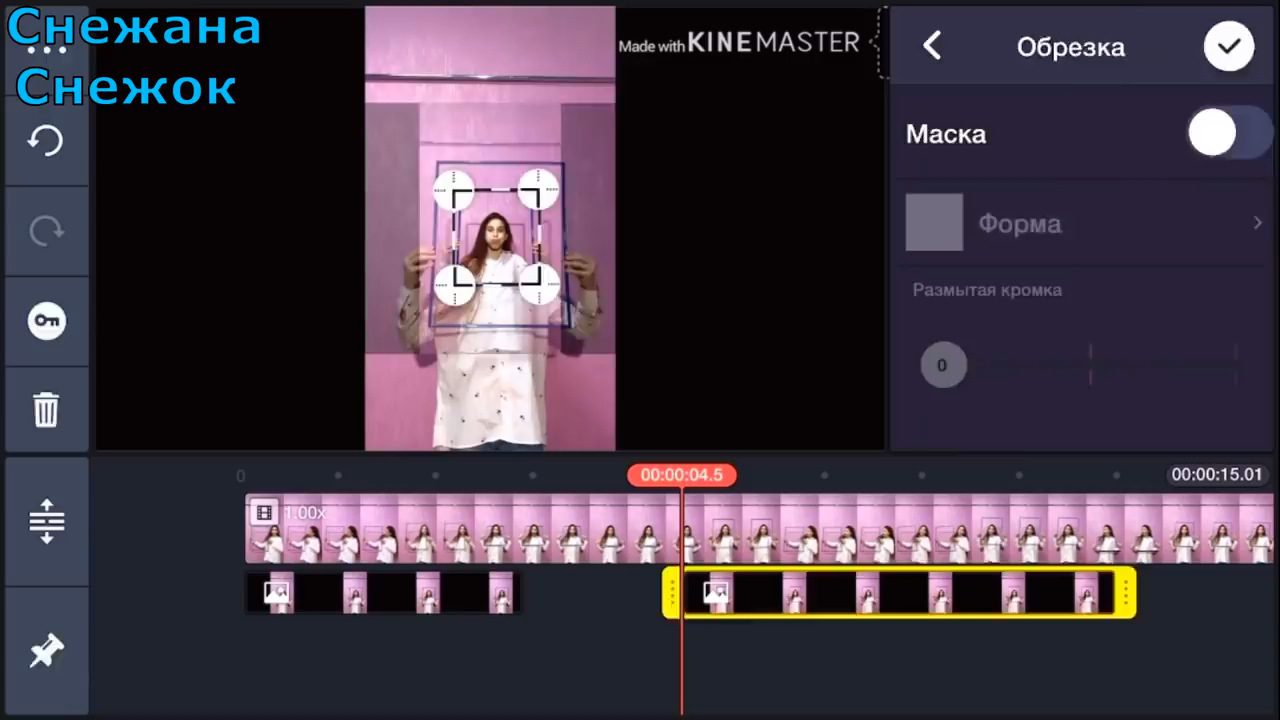 Снежана
Снежок
Made with KINEMASTER
Обрезка
Маска
Форма
Размытая кромка
0
0
00:00:04.5
00:00:15.01
1.00x